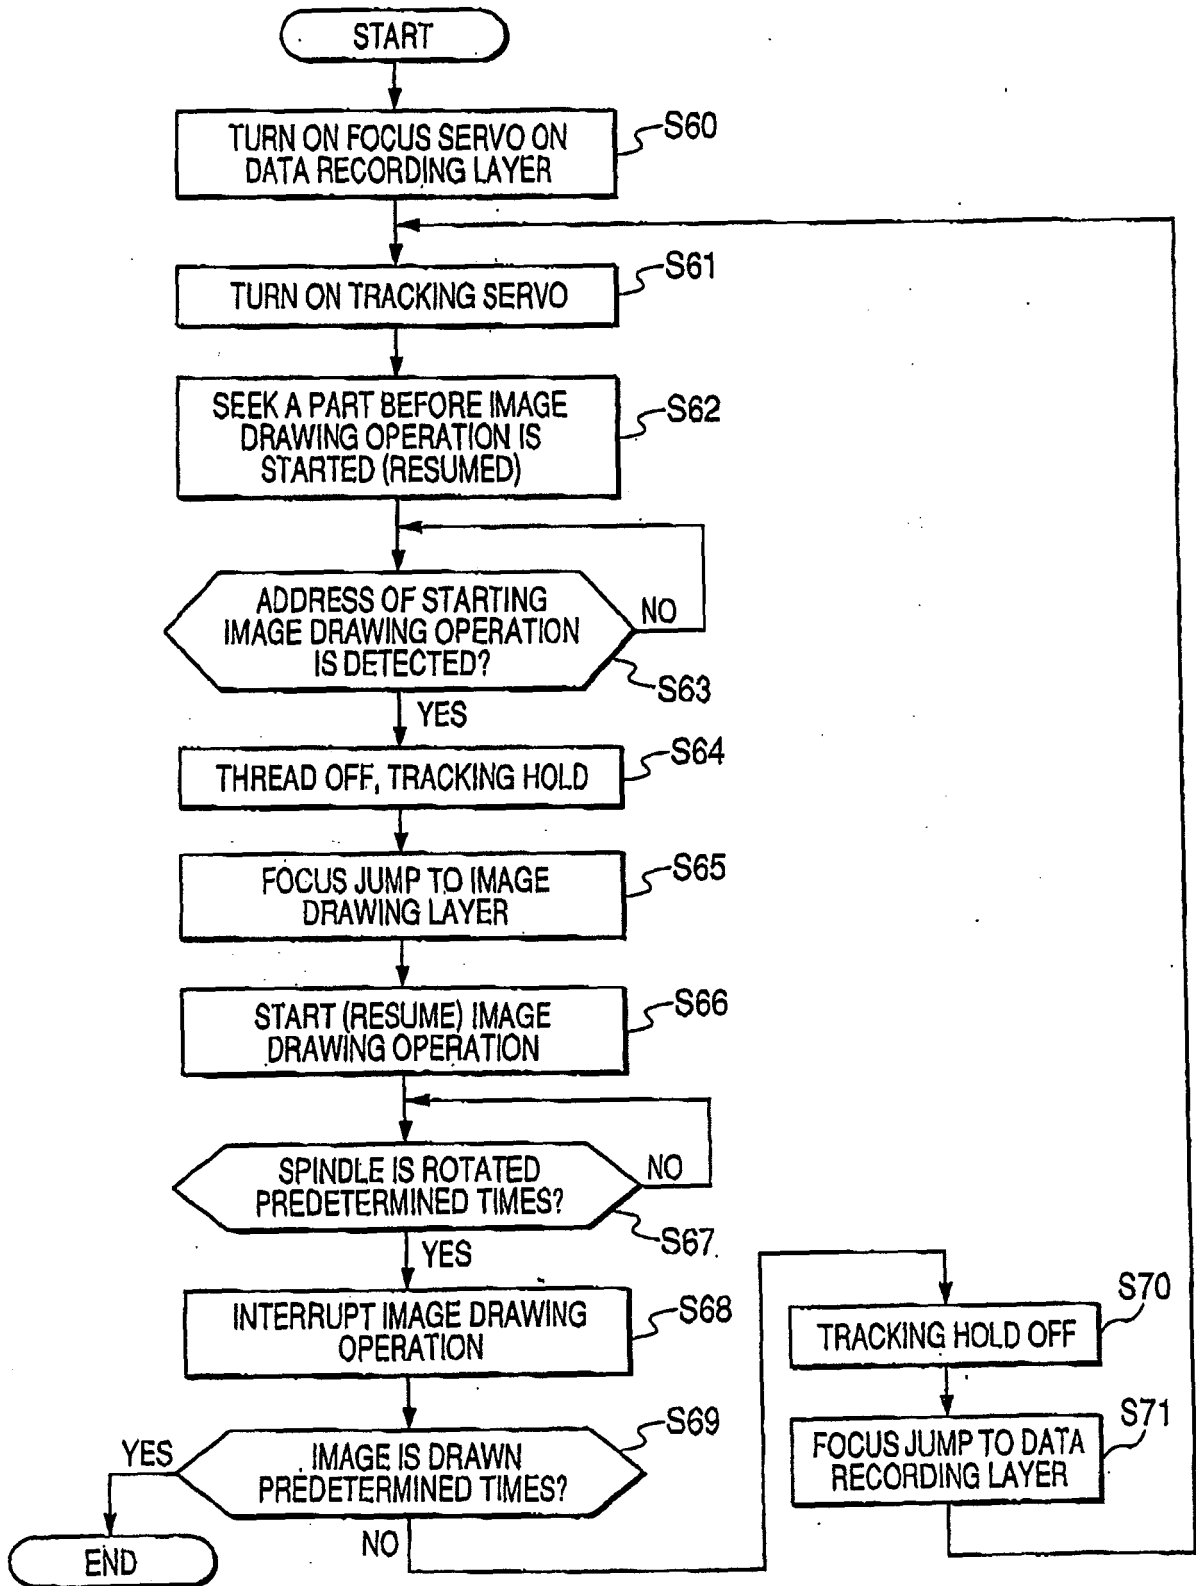 START
TURN ON FOCUS SERVO ON
DATA RECORDING LAYER
S60
TURN ON TRACKING SERVO
S61
SEEK A PART BEFORE IMAGE
DRAWING OPERATION IS
STARTED (RESUMED)
S62
ADDRESS OF STARTING
IMAGE DRAWING OPERATION
IS DETECTED?
NO
S63
YES
THREAD OFF, TRACKING HOLD
S64
FOCUS JUMP TO IMAGE
DRAWING LAYER
S65
START (RESUME) IMAGE
DRAWING OPERATION
S66
SPINDLE IS ROTATED
PREDETERMINED TIMES?
NO
S67
YES
INTERRUPT IMAGE DRAWING
OPERATION
S68
IMAGE IS DRAWN
PREDETERMINED TIMES?
S69
YES
NO
END
TRACKING HOLD OFF
S70
FOCUS JUMP TO DATA
RECORDING LAYER
S71